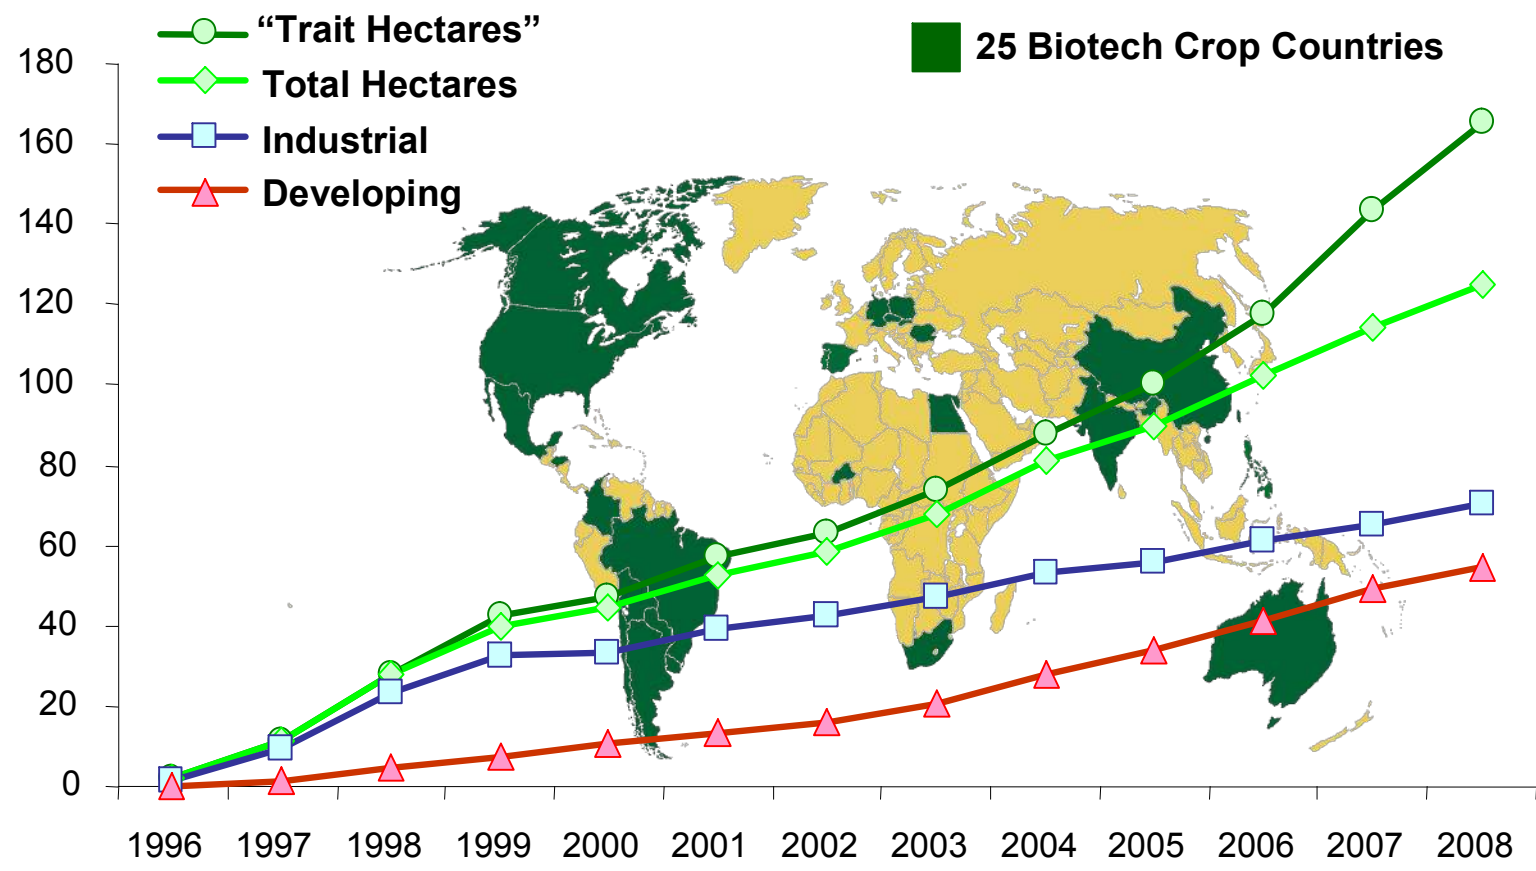 “Trait Hectares”
Total Hectares
Industrial
Developing
25 Biotech Crop Countries
180
160
140
120
100
80
60
40
20
0
1996 1997 1998 1999 2000 2001 2002 2003 2004 2005 2006 2007 2008